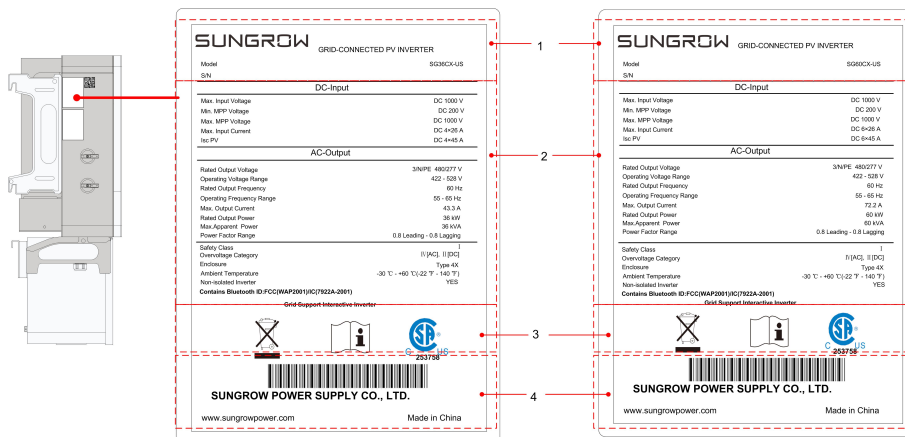 SUNGROW
GRID-CONNECTED PV INVERTER
Model SG36CX-US
S/N
DC-Input
Max. Input Voltage DC 1000 V
Min. MPP Voltage DC 200 V
Max. MPP Voltage DC 1000 V
Max. Input Current DC 4×26 A
Isc PV DC 4×45 A
AC-Output
Rated Output Voltage 3/N/PE 480/277 V
Operating Voltage Range 422 - 528 V
Rated Output Frequency 60 Hz
Operating Frequency Range 55 - 65 Hz
Max. Output Current 43.3 A
Rated Output Power 36 kW
Max.Apparent Power 36 kVA
Power Factor Range 0.8 Leading - 0.8 Lagging
Safety Class I
Overvoltage Category IV [AC], II [DC]
Enclosure Type 4X
Ambient Temperature -30 ℃ - +60 ℃(-22 ℉ - 140 ℉)
Non-isolated Inverter YES
Contains Bluetooth ID:FCC(WAP2001)/IC(7922A-2001)
Grid Support Interactive Inverter
i
CSA ®
C US
253758
SUNGROW POWER SUPPLY CO., LTD.
www.sungrowpower.com Made in China
1
2
3
4
SUNGROW
GRID-CONNECTED PV INVERTER
Model SG60CX-US
S/N
DC-Input
Max. Input Voltage DC 1000 V
Min. MPP Voltage DC 200 V
Max. MPP Voltage DC 1000 V
Max. Input Current DC 6×26 A
Isc PV DC 6×45 A
AC-Output
Rated Output Voltage 3/N/PE 480/277 V
Operating Voltage Range 422 - 528 V
Rated Output Frequency 60 Hz
Operating Frequency Range 55 - 65 Hz
Max. Output Current 72.2 A
Rated Output Power 60 kW
Max.Apparent Power 60 kVA
Power Factor Range 0.8 Leading - 0.8 Lagging
Safety Class I
Overvoltage Category IV [AC], II [DC]
Enclosure Type 4X
Ambient Temperature -30 ℃ - +60 ℃(-22 ℉ - 140 ℉)
Non-isolated Inverter YES
Contains Bluetooth ID:FCC(WAP2001)/IC(7922A-2001)
Grid Support Interactive Inverter
i
CSA ®
C US
253758
SUNGROW POWER SUPPLY CO., LTD.
www.sungrowpower.com Made in China